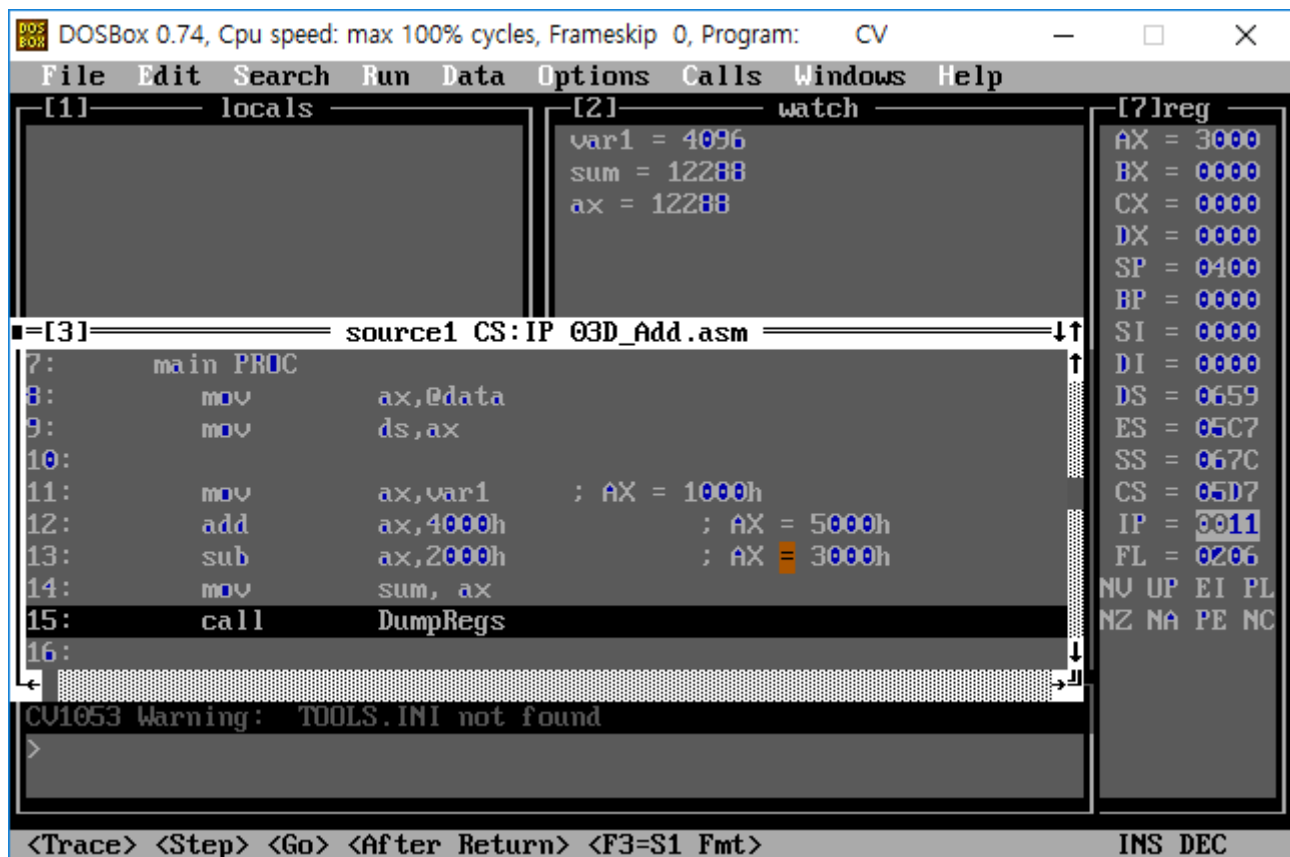 DOSBox 0.74, Cpu speed: max 100% cycles, Frameskip 0, Program: CV
File Edit Search Run Data Options Calls Windows Help
[1] locals
[2] watch
var1 = 4096
sum = 12288
ax = 12288
[3] source1 CS:IP 03D_Add.asm
7: main PROC
8: mov ax,@data
9: mov ds,ax
10:
11: mov ax,var1 ; AX = 1000h
12: add ax,4000h ; AX = 5000h
13: sub ax,2000h ; AX = 3000h
14: mov sum, ax
15: call DumpRegs
16:
CV1053 Warning: TOOLS.INI not found
>
[7]reg
AX = 3000
BX = 0000
CX = 0000
DX = 0000
SP = 0400
BP = 0000
SI = 0000
DI = 0000
DS = 0659
ES = 05C7
SS = 067C
CS = 05D7
IP = 0011
FL = 0206
NV UP EI PL
NZ NA PE NC
<Trace> <Step> <Go> <After Return> <F3=S1 Fmt> INS DEC